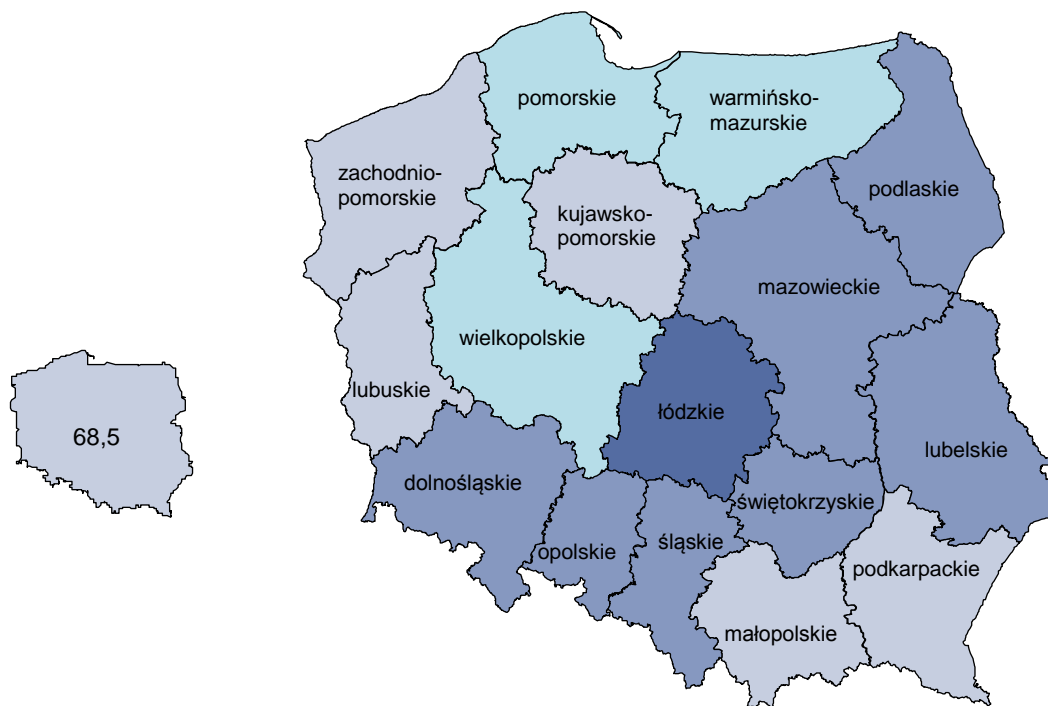 pomorskie
warmińsko-
mazurskie
zachodnio-
pomorskie
podlaskie
kujawsko-
pomorskie
mazowieckie
wielkopolskie
lubuskie
łódzkie
68,5
lubelskie
dolnośląskie
świętokrzyskie
opolskie
śląskie
podkarpackie
małopolskie